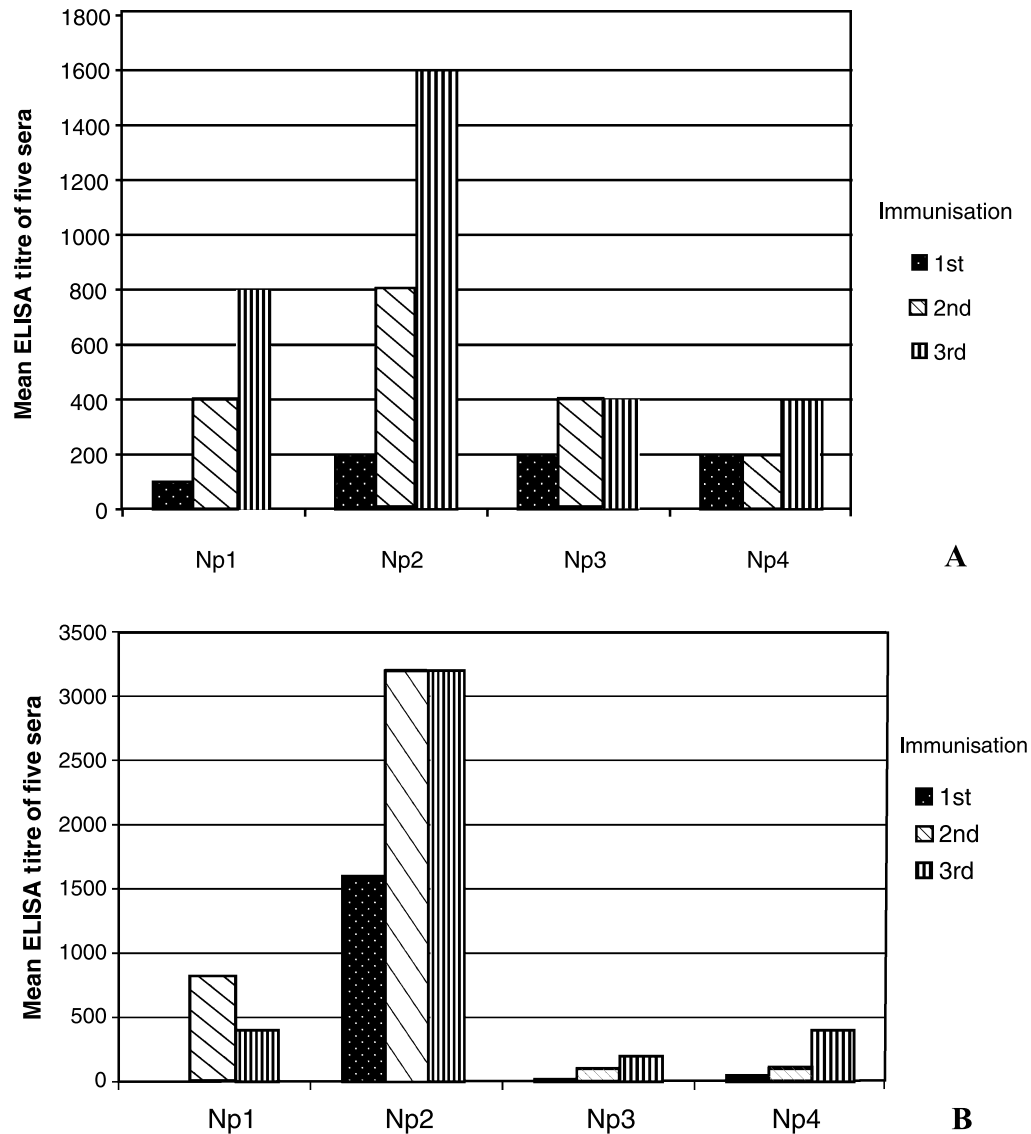 Mean ELISA titre of five sera
1800
1600
1400
1200
1000
800
600
400
200
0
Np1 Np2 Np3 Np4
Immunisation
1st
2nd
3rd
A
Mean ELISA titre of five sera
3500
3000
2500
2000
1500
1000
500
0
Np1 Np2 Np3 Np4
Immunisation
1st
2nd
3rd
B